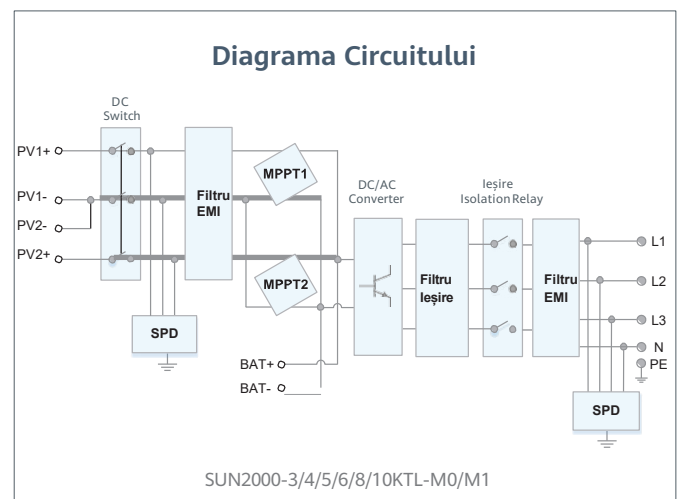 Diagrama Circuitului
DC
Switch
PV1+
PV1-
PV2-
PV2+
Filtru
EMI
MPPT1
MPPT2
SPD
BAT+
BAT-
DC/AC
Converter
Filtru
Ieșire
Ieșire
Isolation Relay
Filtru
EMI
L1
L2
L3
N
PE
SPD
SUN2000-3/4/5/6/8/10KTL-M0/M1